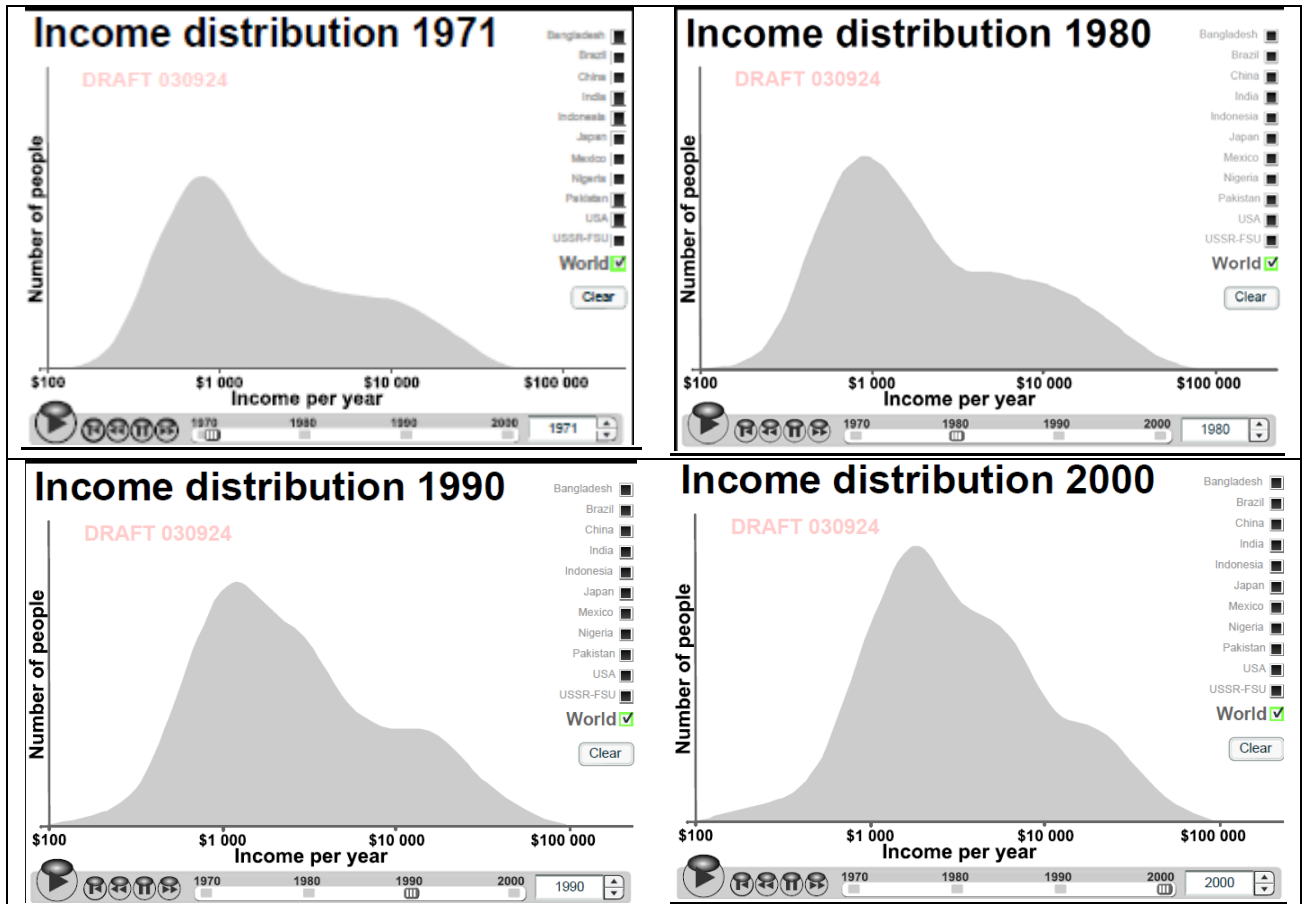 Income distribution 1971
DRAFT 030924
Number of people
Bangladesh
Brazil
China
India
Indonesia
Japan
Mexico
Nigeria
Pakistan
USA
USSR-FSU
World
Clear
$100 $1 000 $10 000 $100 000
Income per year
1970 1980 1990 2000 1971
Income distribution 1980
DRAFT 030924
Number of people
Bangladesh
Brazil
China
India
Indonesia
Japan
Mexico
Nigeria
Pakistan
USA
USSR-FSU
World
Clear
$100 $1 000 $10 000 $100 000
Income per year
1970 1980 1990 2000 1980
Income distribution 1990
DRAFT 030924
Number of people
Bangladesh
Brazil
China
India
Indonesia
Japan
Mexico
Nigeria
Pakistan
USA
USSR-FSU
World
Clear
$100 $1 000 $10 000 $100 000
Income per year
1970 1980 1990 2000 1990
Income distribution 2000
DRAFT 030924
Number of people
Bangladesh
Brazil
China
India
Indonesia
Japan
Mexico
Nigeria
Pakistan
USA
USSR-FSU
World
Clear
$100 $1 000 $10 000 $100 000
Income per year
1970 1980 1990 2000 2000